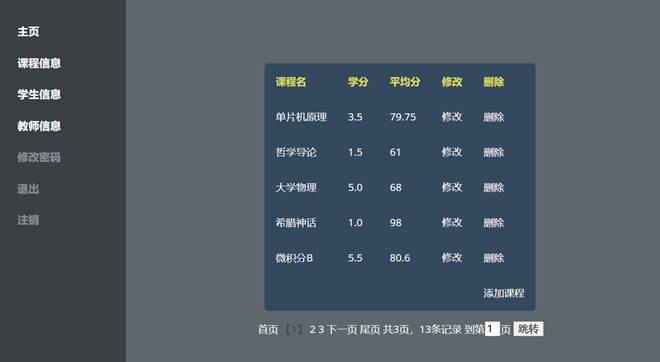 主页
课程信息
学生信息
教师信息
修改密码
退出
注销
课程名 学分 平均分 修改 删除
单片机原理 3.5 79.75 修改 删除
哲学导论 1.5 61 修改 删除
大学物理 5.0 68 修改 删除
希腊神话 1.0 98 修改 删除
微积分B 5.5 80.6 修改 删除
添加课程
首页 【1】 2 3 下一页 尾页 共3页，13条记录 到第1页 跳转